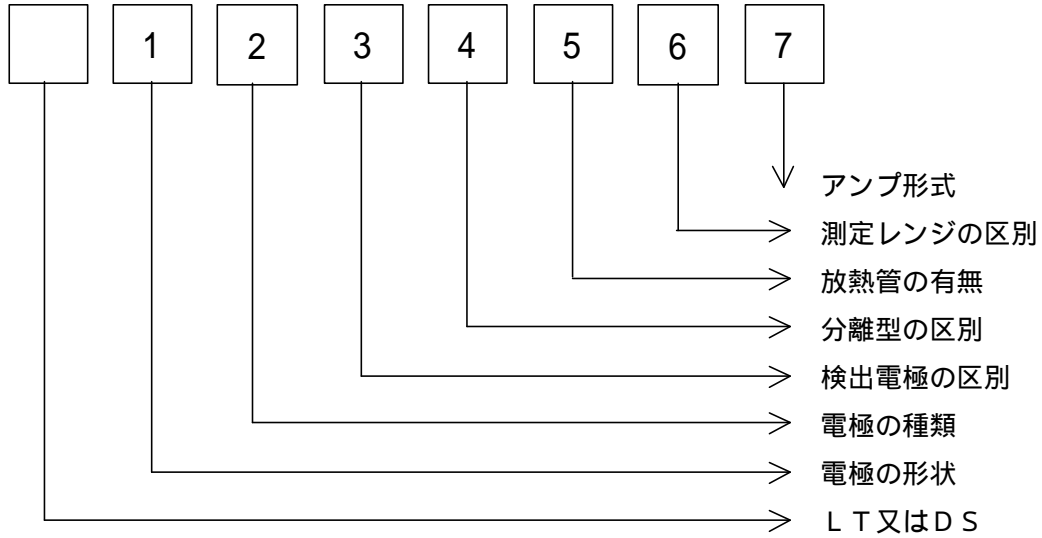 1 2 3 4 5 6 7
アンプ形式
測定レンジの区別
放熱管の有無
分離型の区別
検出電極の区別
電極の種類
電極の形状
ＬＴ又はＤＳ